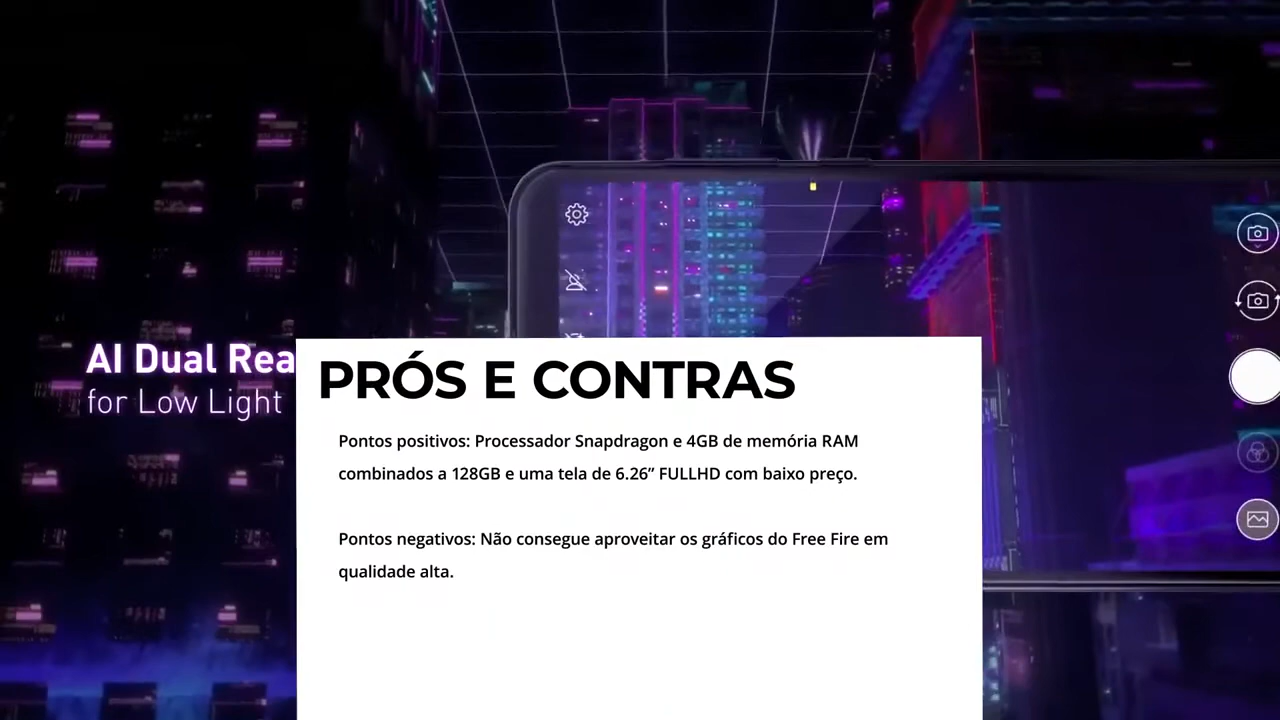 AI Dual Rea
for Low Light
PRÓS E CONTRAS
Pontos positivos: Processador Snapdragon e 4GB de memória RAM
combinados a 128GB e uma tela de 6.26” FULLHD com baixo preço.
Pontos negativos: Não consegue aproveitar os gráficos do Free Fire em
qualidade alta.